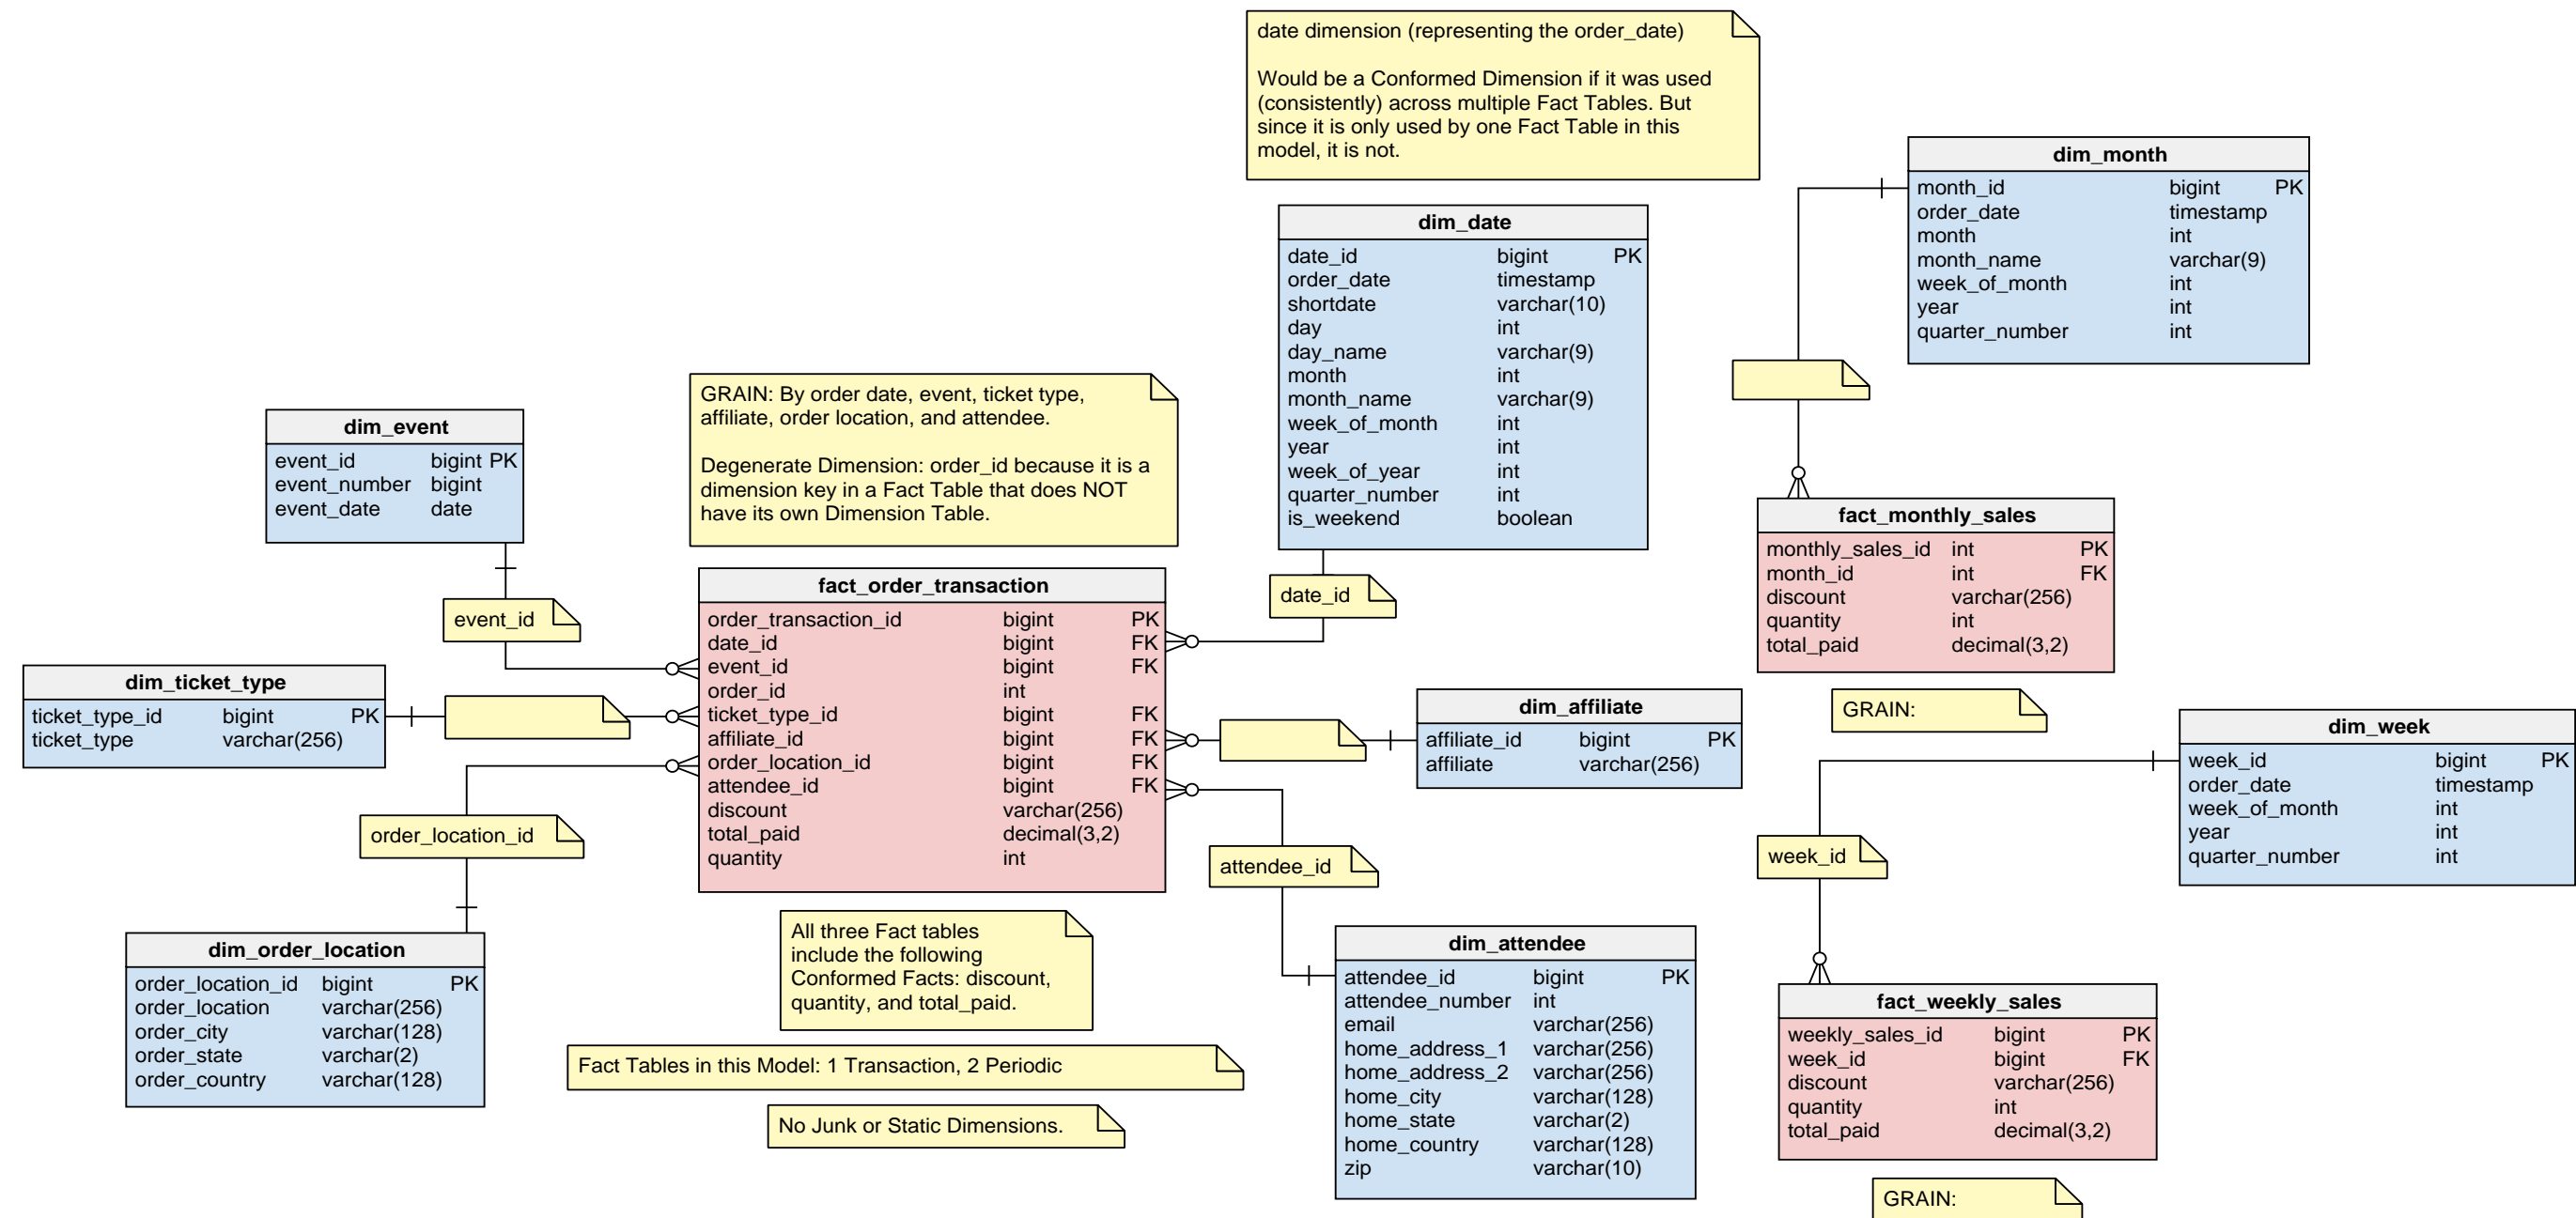 date dimension (representing the order_date)
Would be a Conformed Dimension if it was used
(consistently) across multiple Fact Tables. But
since it is only used by one Fact Table in this
model, it is not.
dim_month
month_id bigint PK
order_date timestamp
month int
month_name varchar(9)
week_of_month int
year int
quarter_number int
dim_date
date_id bigint PK
order_date timestamp
shortdate varchar(10)
day int
day_name varchar(9)
month int
month_name varchar(9)
week_of_month int
year int
week_of_year int
quarter_number int
is_weekend boolean
GRAIN: By order date, event, ticket type,
affiliate, order location, and attendee.
Degenerate Dimension: order_id because it is a
dimension key in a Fact Table that does NOT
have its own Dimension Table.
dim_event
event_id bigint PK
event_number bigint
event_date date
fact_monthly_sales
monthly_sales_id int PK
month_id int FK
discount varchar(256)
quantity int
total_paid decimal(3,2)
GRAIN:
event_id
date_id
fact_order_transaction
order_transaction_id bigint PK
date_id bigint FK
event_id bigint FK
order_id int
ticket_type_id bigint FK
affiliate_id bigint FK
order_location_id bigint FK
attendee_id bigint FK
discount varchar(256)
total_paid decimal(3,2)
quantity int
dim_ticket_type
ticket_type_id bigint PK
ticket_type varchar(256)
dim_affiliate
affiliate_id bigint PK
affiliate varchar(256)
dim_week
week_id bigint PK
order_date timestamp
week_of_month int
year int
quarter_number int
order_location_id
attendee_id
week_id
dim_order_location
order_location_id bigint PK
order_location varchar(256)
order_city varchar(128)
order_state varchar(2)
order_country varchar(128)
All three Fact tables
include the following
Conformed Facts: discount,
quantity, and total_paid.
Fact Tables in this Model: 1 Transaction, 2 Periodic
No Junk or Static Dimensions.
dim_attendee
attendee_id bigint PK
attendee_number int
email varchar(256)
home_address_1 varchar(256)
home_address_2 varchar(256)
home_city varchar(128)
home_state varchar(2)
home_country varchar(128)
zip varchar(10)
fact_weekly_sales
weekly_sales_id bigint PK
week_id bigint FK
discount varchar(256)
quantity int
total_paid decimal(3,2)
GRAIN: